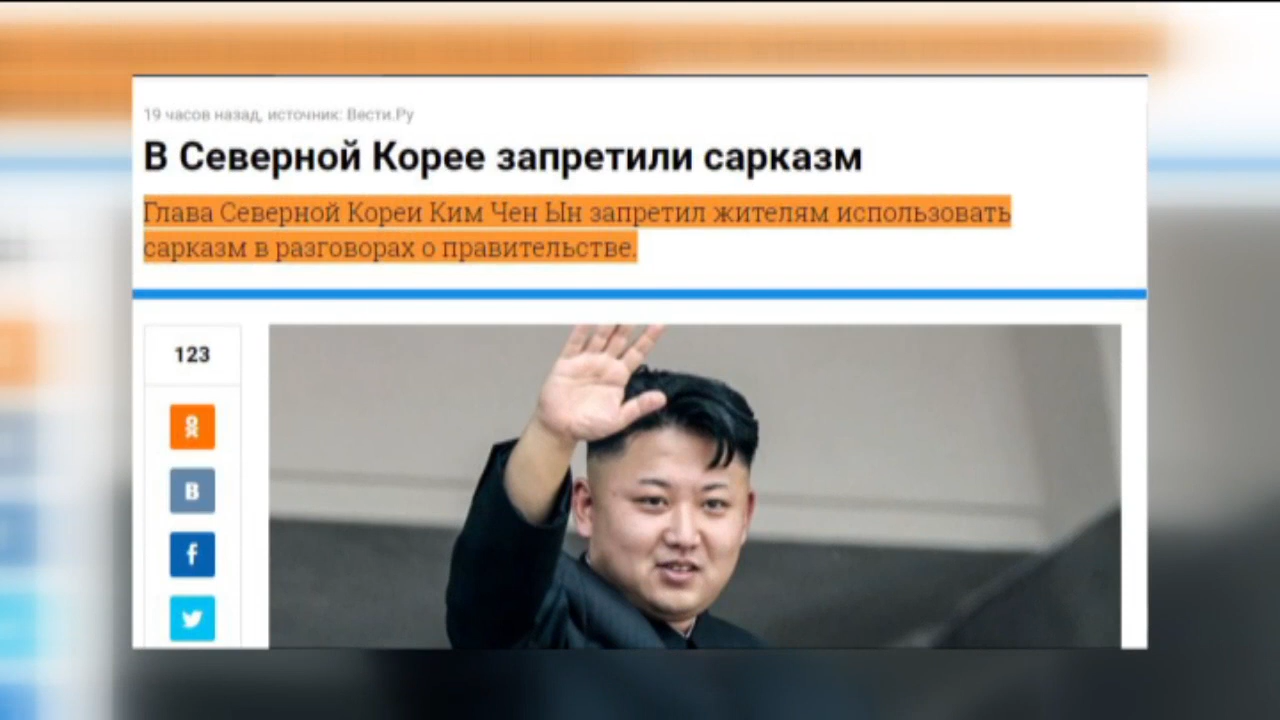 19 часов назад, источник: Вести.Ру
В Северной Корее запретили сарказм
Глава Северной Кореи Ким Чен Ын запретил жителям использовать
сарказм в разговорах о правительстве.
123
В
f